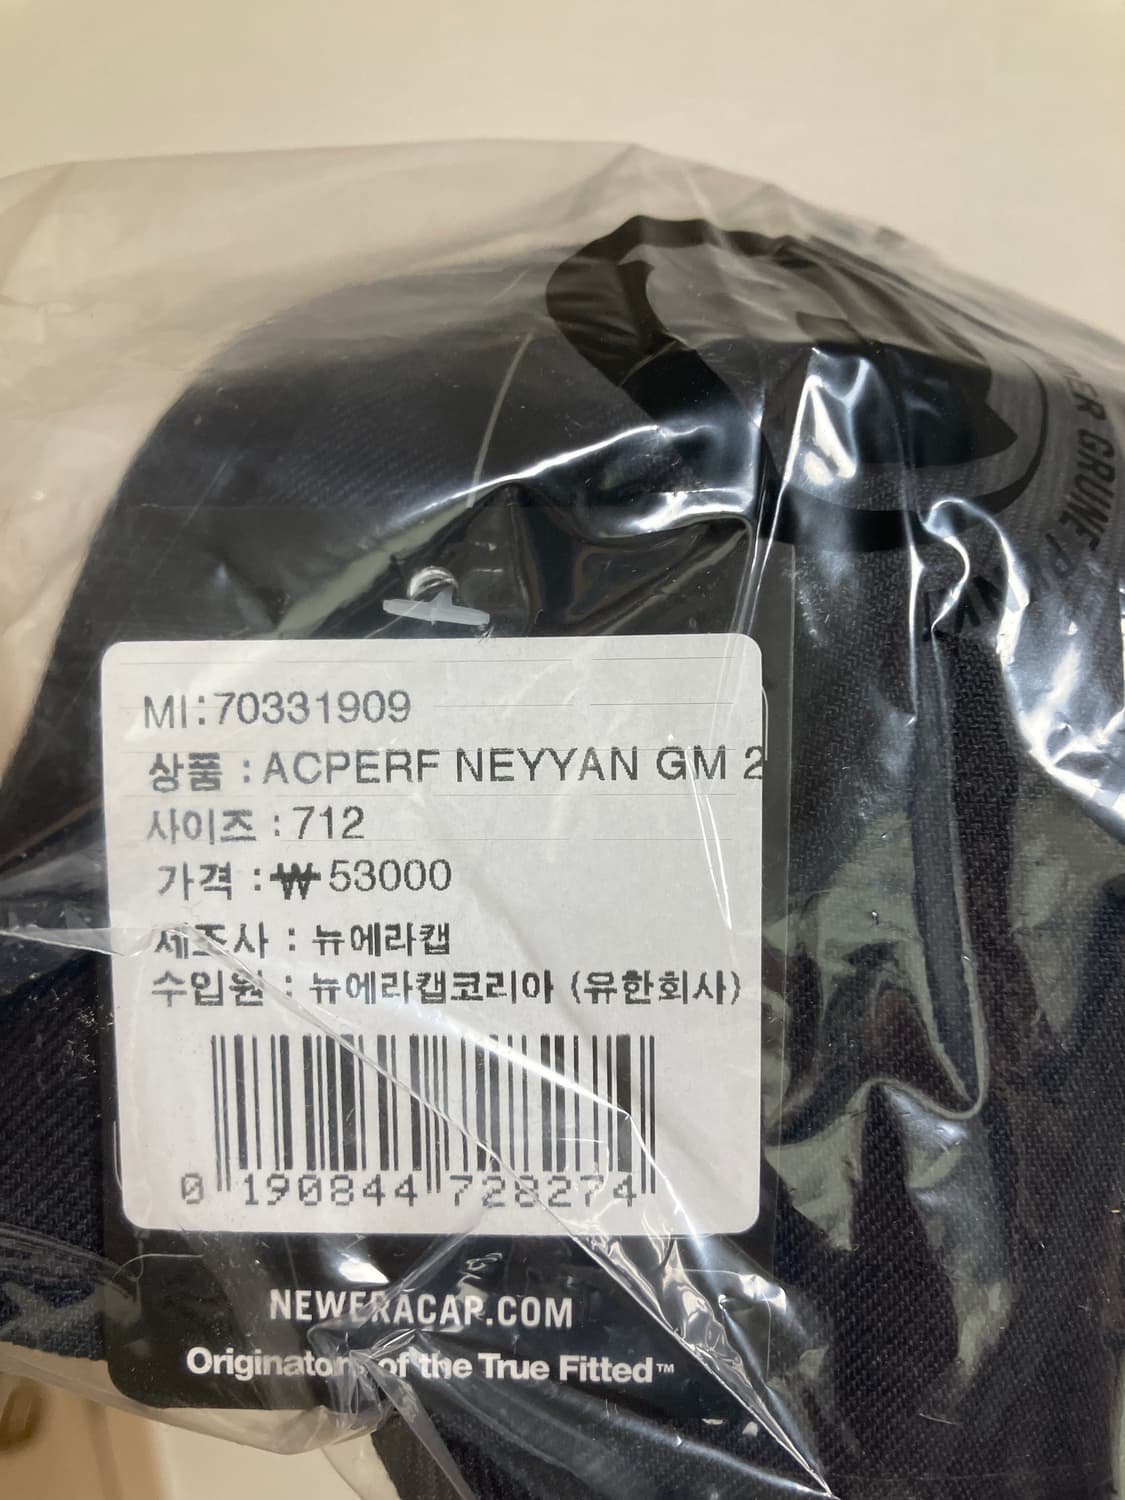 ER GRUNE P
MI:70331909
상품 :ACPERF NEYYAN GM 2
사이즈 :712
가격 :₩53000
제조사 : 뉴에라캡
수입원 : 뉴에라캡코리아 (유한회사)
0 190844 728274
NEWERACAP.COM
Originators of the True Fitted™